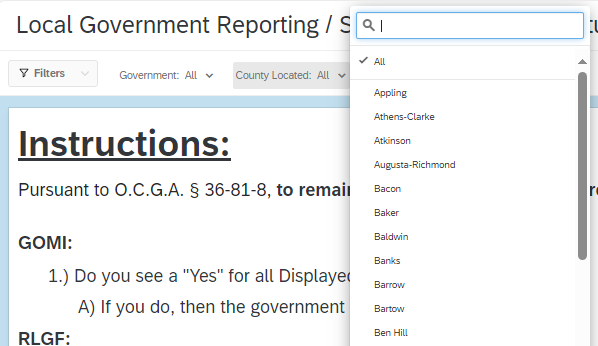 Local Government Reporting / S
Filters
Government: All
County Located: All
All
Appling
Athens-Clarke
Atkinson
Augusta-Richmond
Bacon
Baker
Baldwin
Banks
Barrow
Bartow
Ben Hill
Instructions:
Pursuant to O.C.G.A. § 36-81-8, to remai
GOMI:
1.) Do you see a "Yes" for all Displaye
A) If you do, then the government
RLGF: